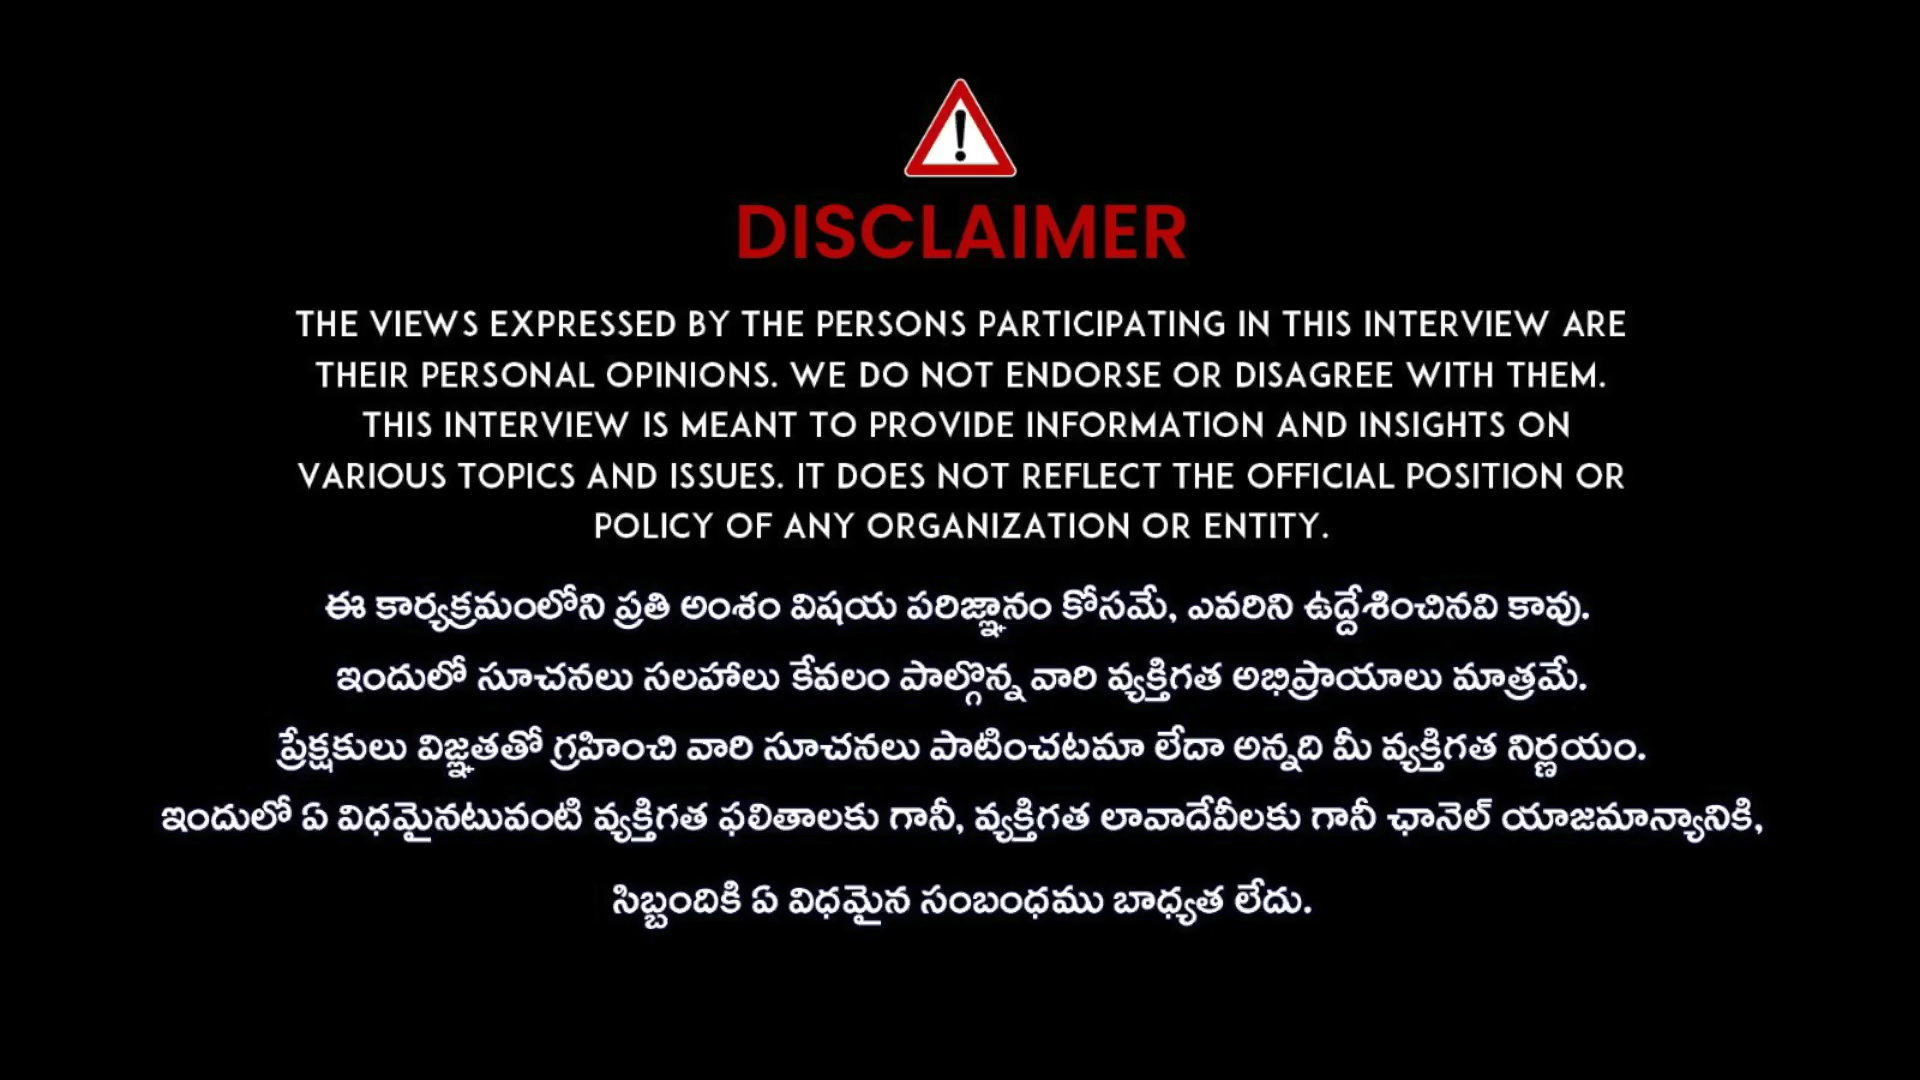 DISCLAIMER
THE VIEWS EXPRESSED BY THE PERSONS PARTICIPATING IN THIS INTERVIEW ARE
THEIR PERSONAL OPINIONS. WE DO NOT ENDORSE OR DISAGREE WITH THEM.
THIS INTERVIEW IS MEANT TO PROVIDE INFORMATION AND INSIGHTS ON
VARIOUS TOPICS AND ISSUES. IT DOES NOT REFLECT THE OFFICIAL POSITION OR
POLICY OF ANY ORGANIZATION OR ENTITY.
ఈ కార్యక్రమంలోని ప్రతి అంశం విషయ పరిజ్ఞానం కోసమే, ఎవరిని ఉద్దేశించినవి కావు.
ఇందులో సూచనలు సలహాలు కేవలం పాల్గొన్న వారి వ్యక్తిగత అభిప్రాయాలు మాత్రమే.
ప్రేక్షకులు విజ్ఞతతో గ్రహించి వారి సూచనలు పాటించటమా లేదా అన్నది మీ వ్యక్తిగత నిర్ణయం.
ఇందులో ఏ విధమైనటువంటి వ్యక్తిగత ఫలితాలకు గానీ, వ్యక్తిగత లావాదేవీలకు గానీ ఛానెల్ యాజమాన్యానికి,
సిబ్బందికి ఏ విధమైన సంబంధము బాధ్యత లేదు.